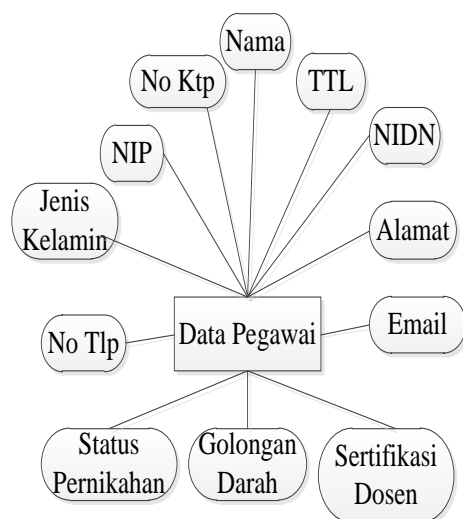 Nama
No Ktp
TTL
NIP
NIDN
Jenis
Kelamin
Alamat
No Tlp
Data Pegawai
Email
Status
Pernikahan
Golongan
Darah
Sertifikasi
Dosen